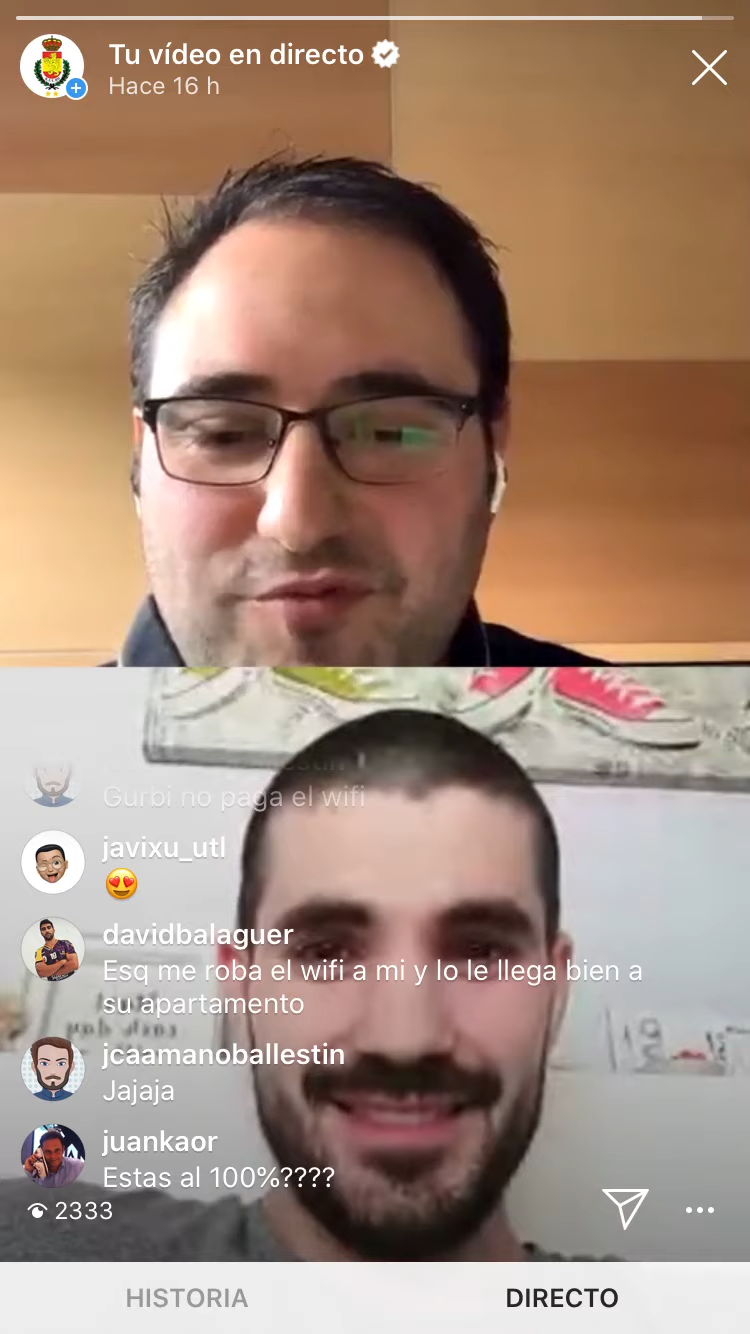 Tu vídeo en directo
Hace 16 h
Gurbi no paga el wifi
javixu_utl
😍
davidbalaguer
Esq me roba el wifi a mi y lo le llega bien a
su apartamento
jcaamanoballestin
Jajaja
juankaor
Estas al 100%????
2333
HISTORIA
DIRECTO